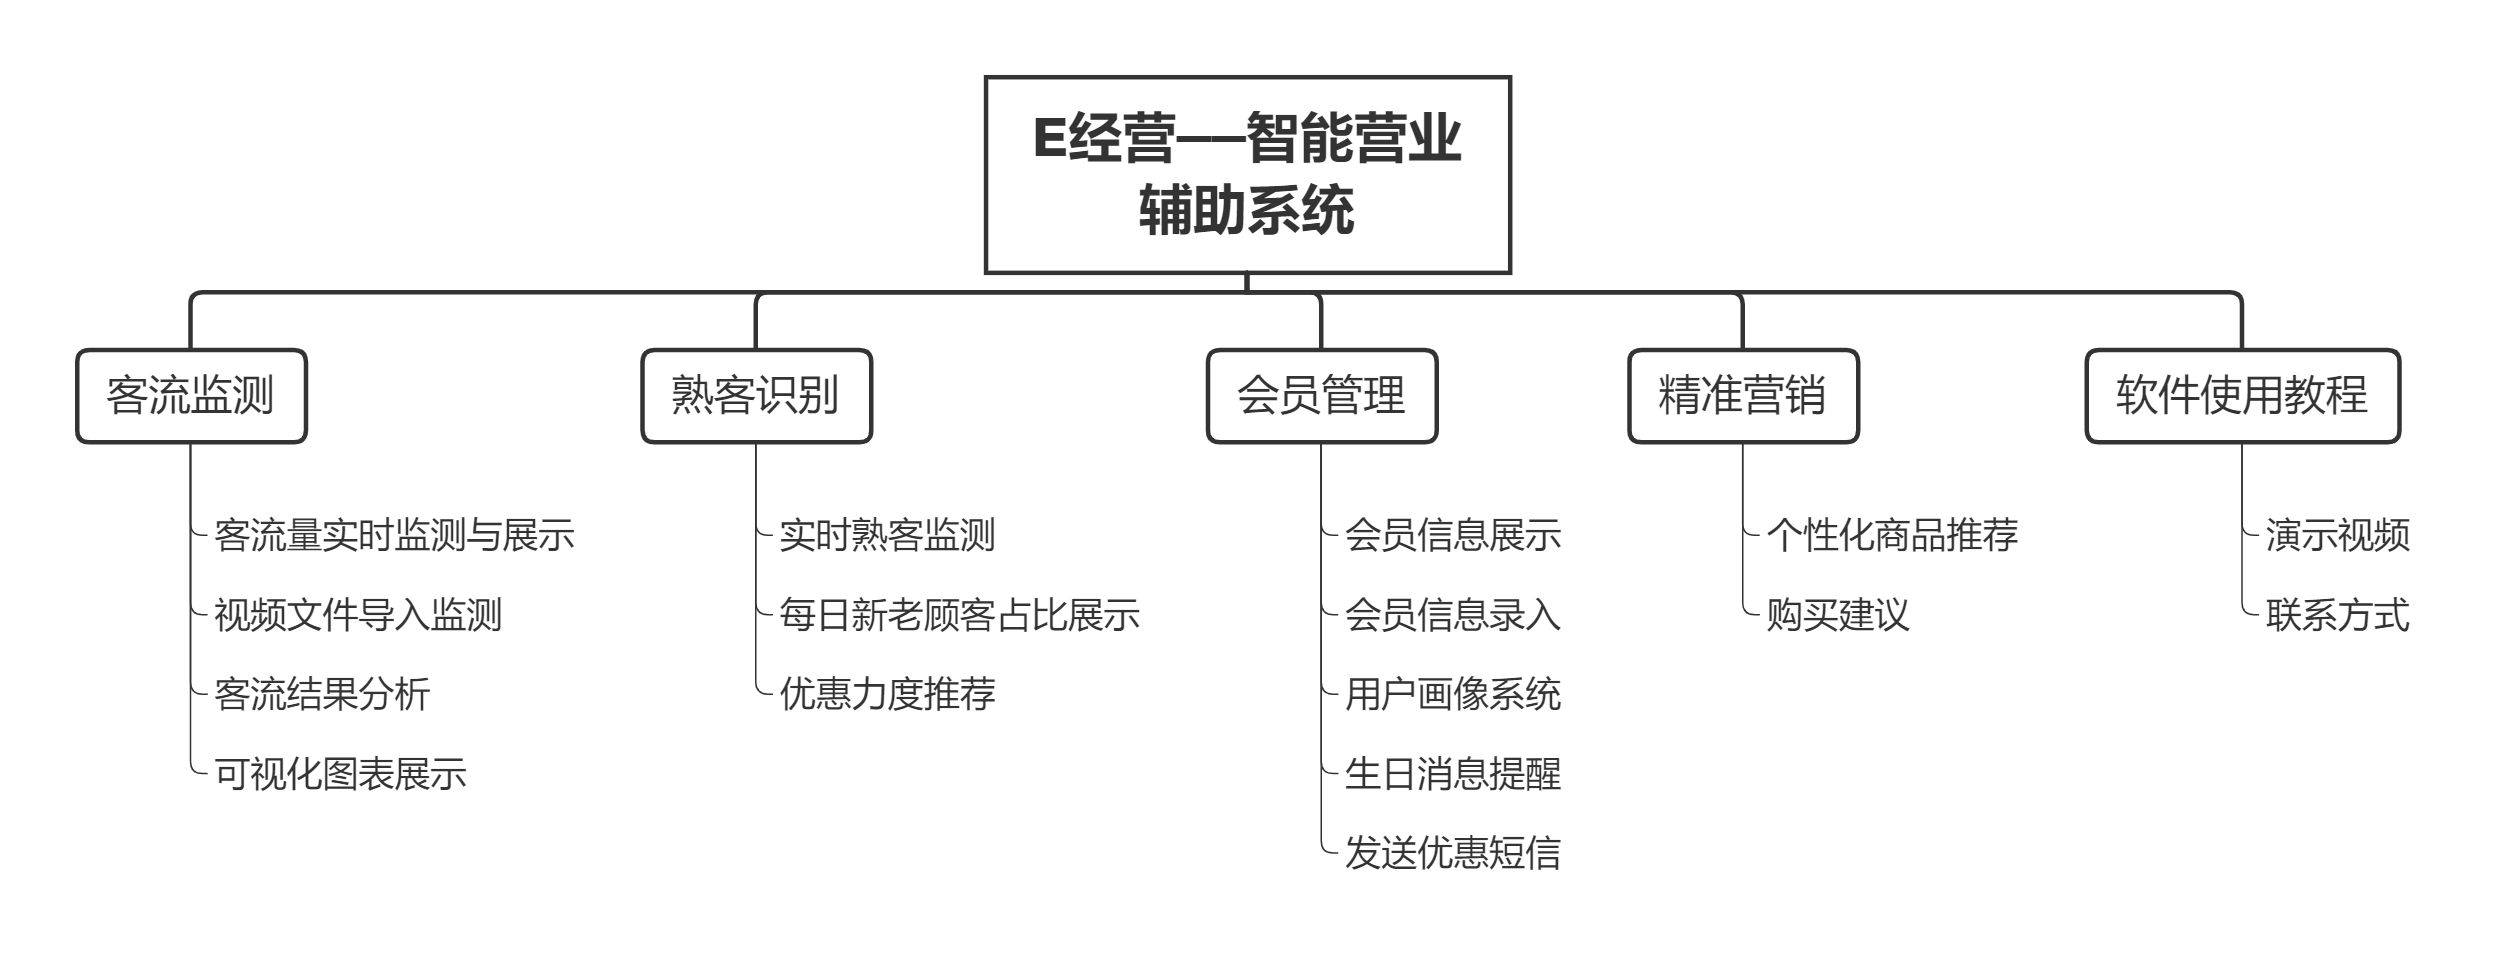 E经营——智能营业
辅助系统
客流监测
熟客识别
会员管理
精准营销
软件使用教程
客流量实时监测与展示
视频文件导入监测
客流结果分析
可视化图表展示
实时熟客监测
每日新老顾客占比展示
优惠力度推荐
会员信息展示
会员信息录入
用户画像系统
生日消息提醒
发送优惠短信
个性化商品推荐
购买建议
演示视频
联系方式